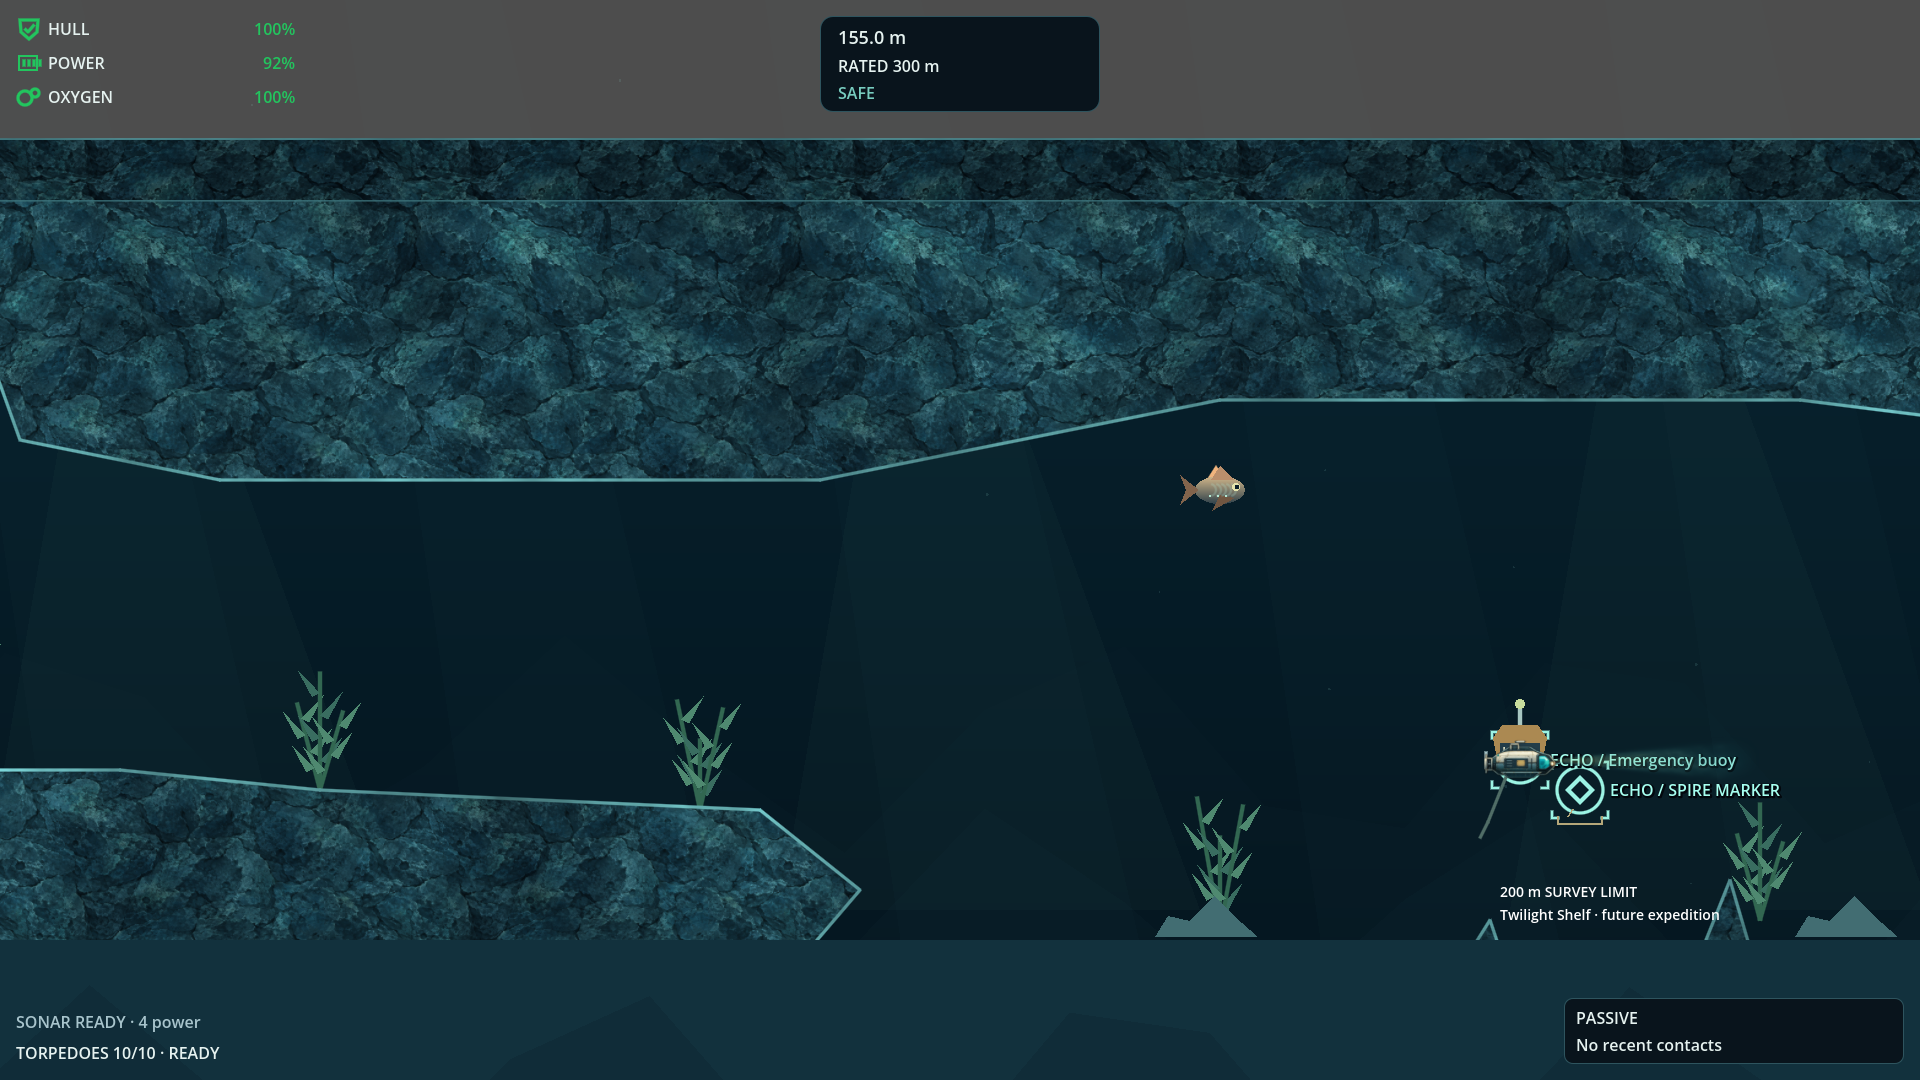 HULL 100%
POWER 92%
OXYGEN 100%
155.0 m
RATED 300 m
SAFE
ECHO / Emergency buoy
ECHO / SPIRE MARKER
200 m SURVEY LIMIT
Twilight Shelf · future expedition
SONAR READY · 4 power
TORPEDOES 10/10 · READY
PASSIVE
No recent contacts